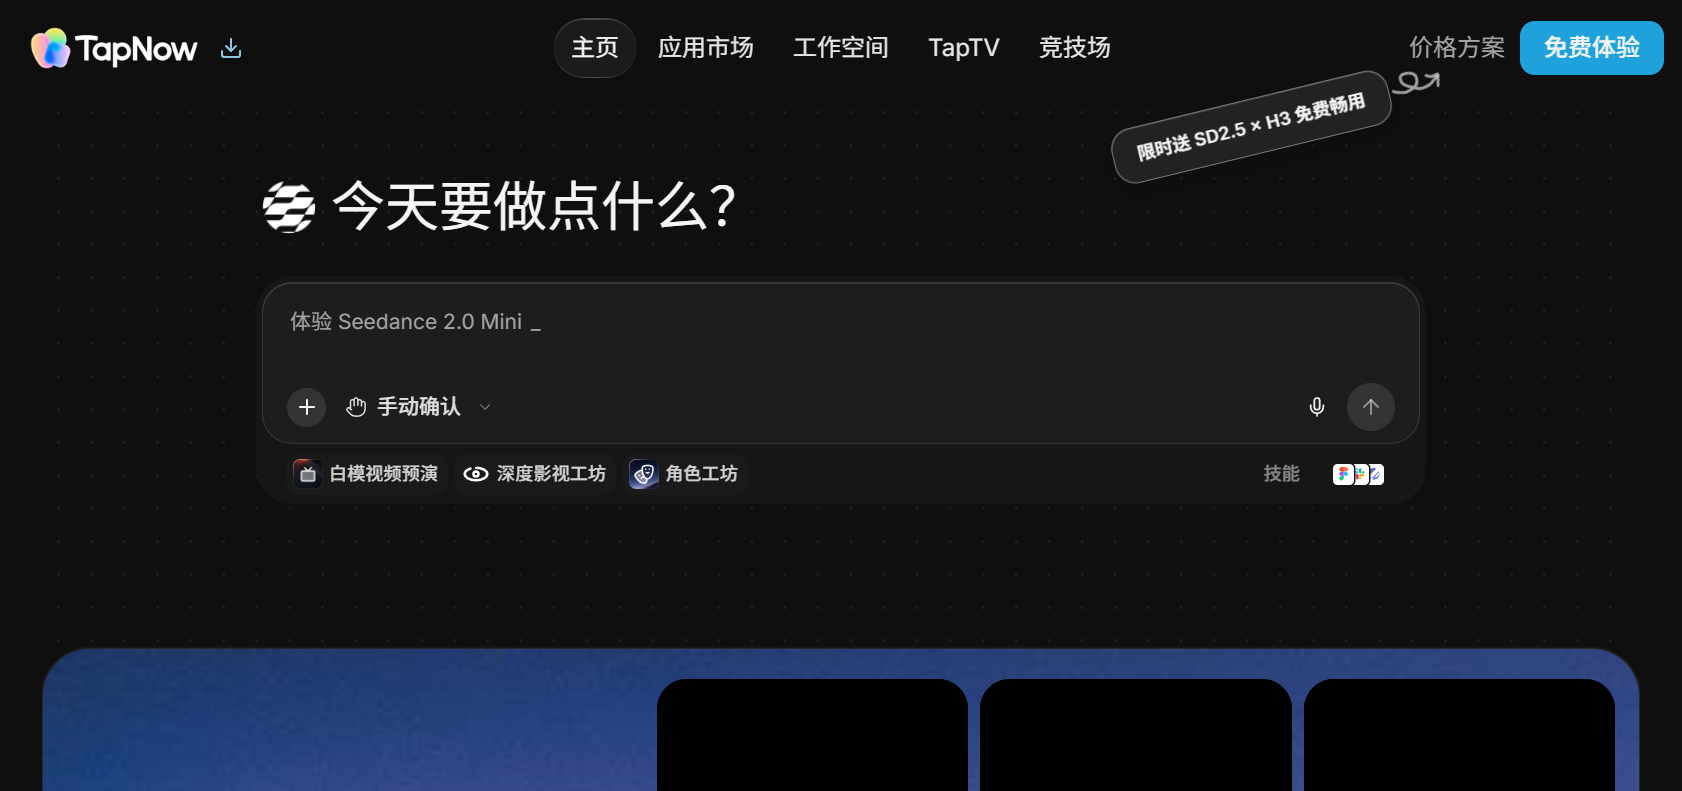 TapNow
主页
应用市场
工作空间
TapTV
竞技场
价格方案
免费体验
限时送 SD2.5 × H3 免费畅用
今天要做点什么？
体验 Seedance 2.0 Mini _
手动确认
白模视频预演
深度影视工坊
角色工坊
技能